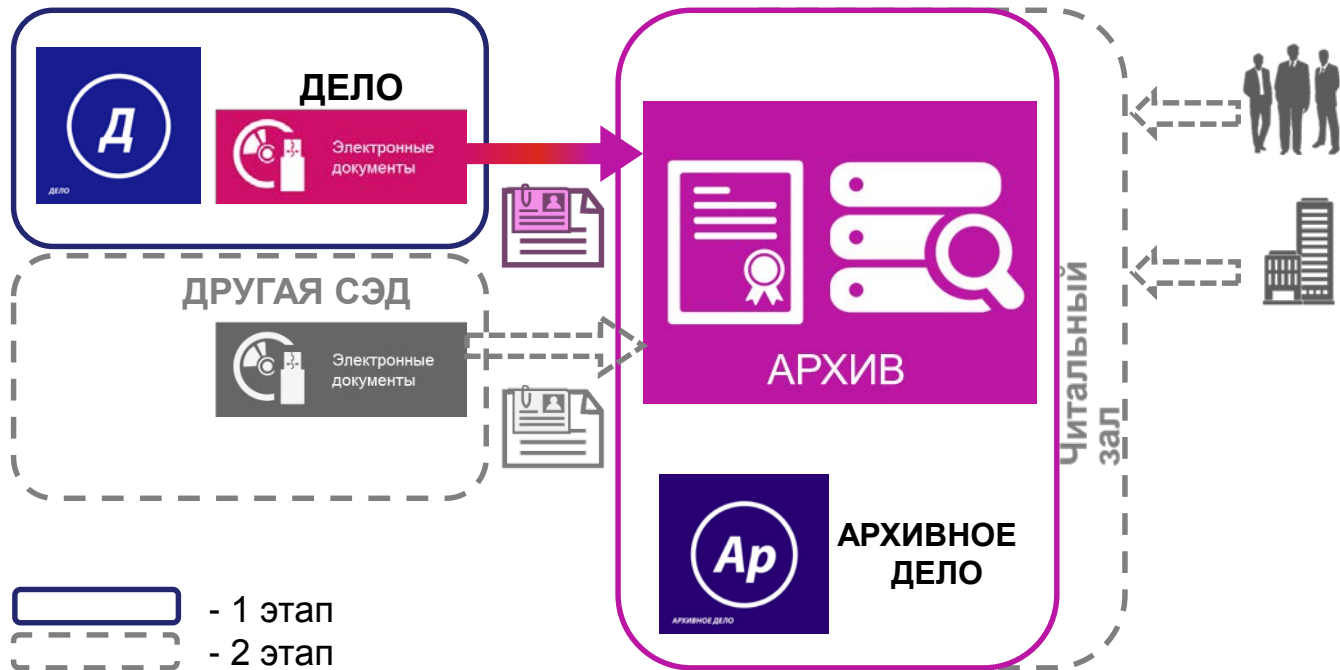 Д
ДЕЛО
ДЕЛО
Электронные
документы
ДРУГАЯ СЭД
Электронные
документы
АРХИВ
Читальный
зал
Ар
АРХИВНОЕ ДЕЛО
АРХИВНОЕ
ДЕЛО
- 1 этап
- 2 этап